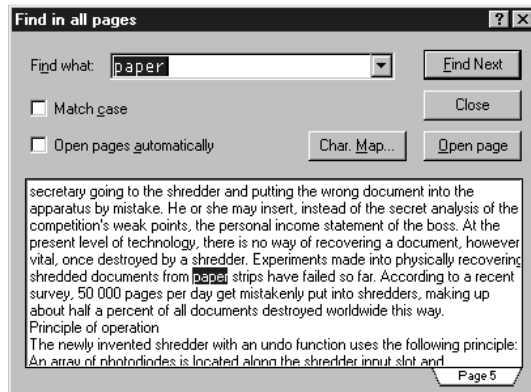 Find in all pages
Find what: paper Find Next
Match case Close
Open pages automatically Char. Map... Open page
secretary going to the shredder and putting the wrong document into the
apparatus by mistake. He or she may insert, instead of the secret analysis of the
competition's weak points, the personal income statement of the boss. At the
present level of technology, there is no way of recovering a document, however
vital, once destroyed by a shredder. Experiments made into physically recovering
shredded documents from paper strips have failed so far. According to a recent
survey, 50 000 pages per day get mistakenly put into shredders, making up
about half a percent of all documents destroyed worldwide this way.
Principle of operation
The newly invented shredder with an undo function uses the following principle:
An array of photodiodes is located along the shredder input slot and
Page 5